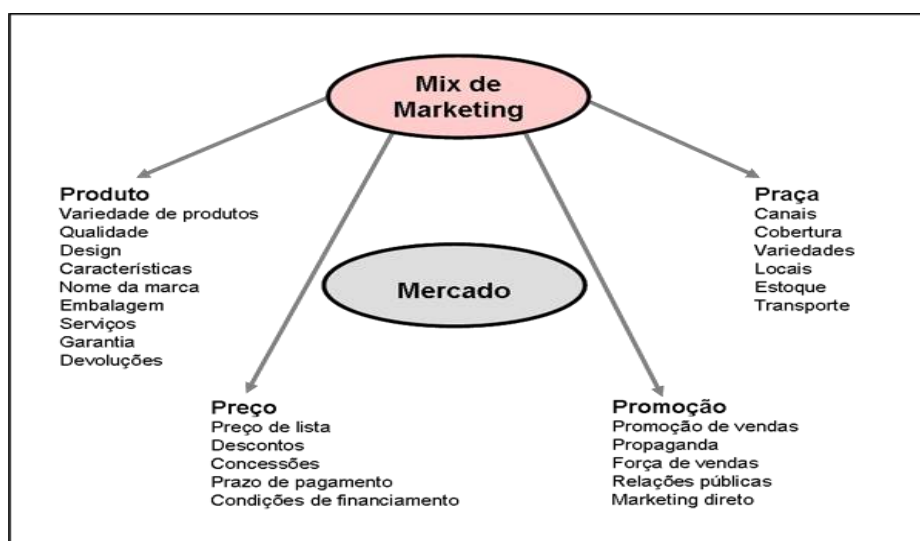 Mix de
Marketing
Produto
Variedade de produtos
Qualidade
Design
Características
Nome da marca
Embalagem
Serviços
Garantia
Devoluções
Praça
Canais
Cobertura
Variedades
Locais
Estoque
Transporte
Mercado
Preço
Preço de lista
Descontos
Concessões
Prazo de pagamento
Condições de financiamento
Promoção
Promoção de vendas
Propaganda
Força de vendas
Relações públicas
Marketing direto